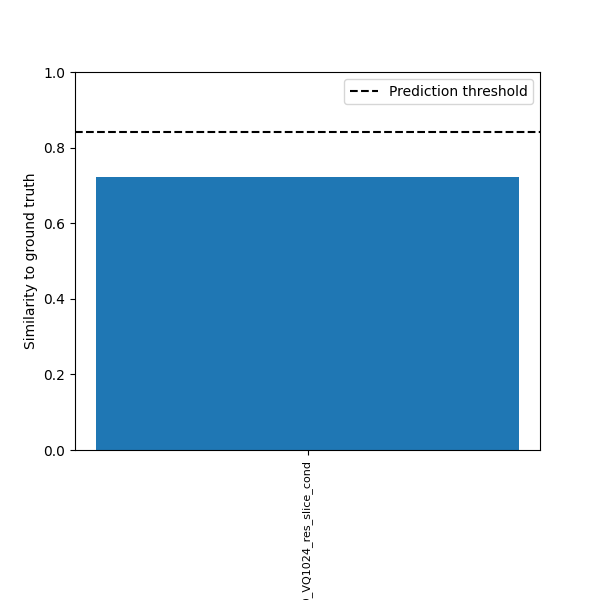 Prediction threshold
Similarity to ground truth
1.0
0.8
0.6
0.4
0.2
0.0
_VQ1024_res_slice_cond